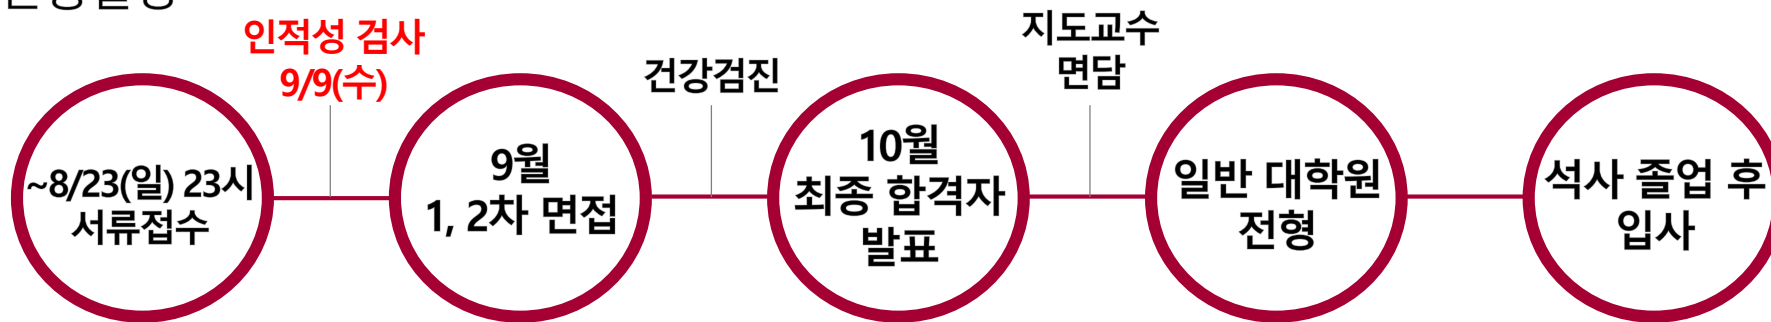 인적성 검사
9/9(수)
건강검진
지도교수
면담
~8/23(일) 23시
서류접수
9월
1, 2차 면접
10월
최종 합격자
발표
일반 대학원
전형
석사 졸업 후
입사